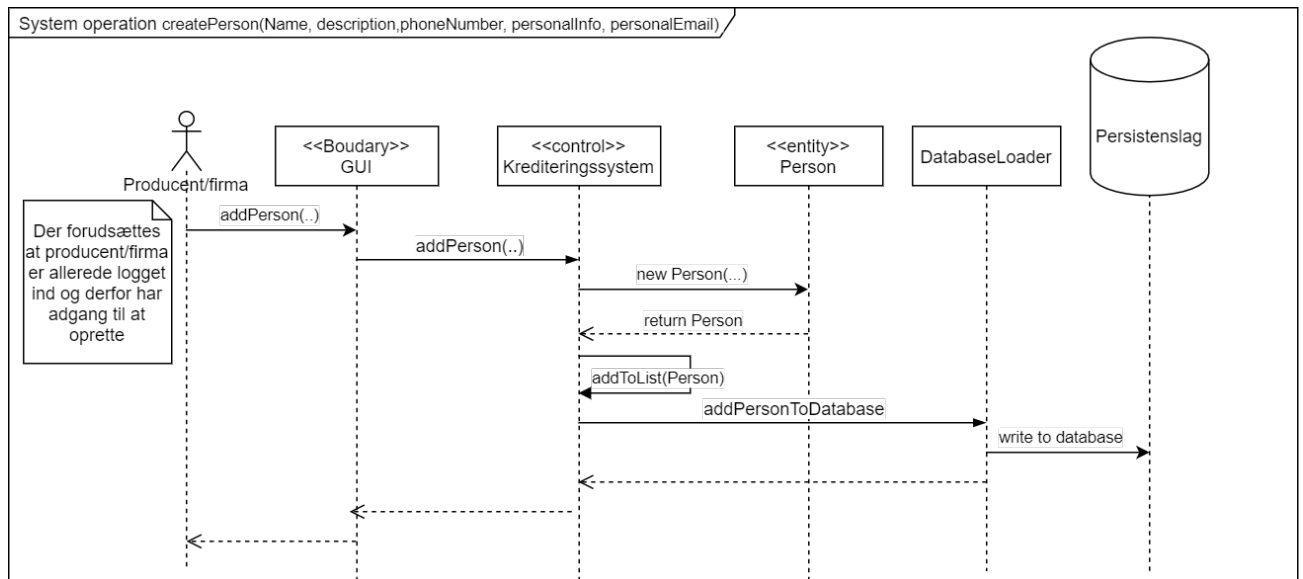 System operation createPerson(Name, description,phoneNumber, personalInfo, personalEmail)
Producent/firma
<<Boudary>>
GUI
<<control>>
Krediteringssystem
<<entity>>
Person
DatabaseLoader
Persistenslag
Der forudsættes
at producent/firma
er allerede logget
ind og derfor har
adgang til at
oprette
addPerson(..)
addPerson(..)
new Person(...)
return Person
addToList(Person)
addPersonToDatabase
write to database